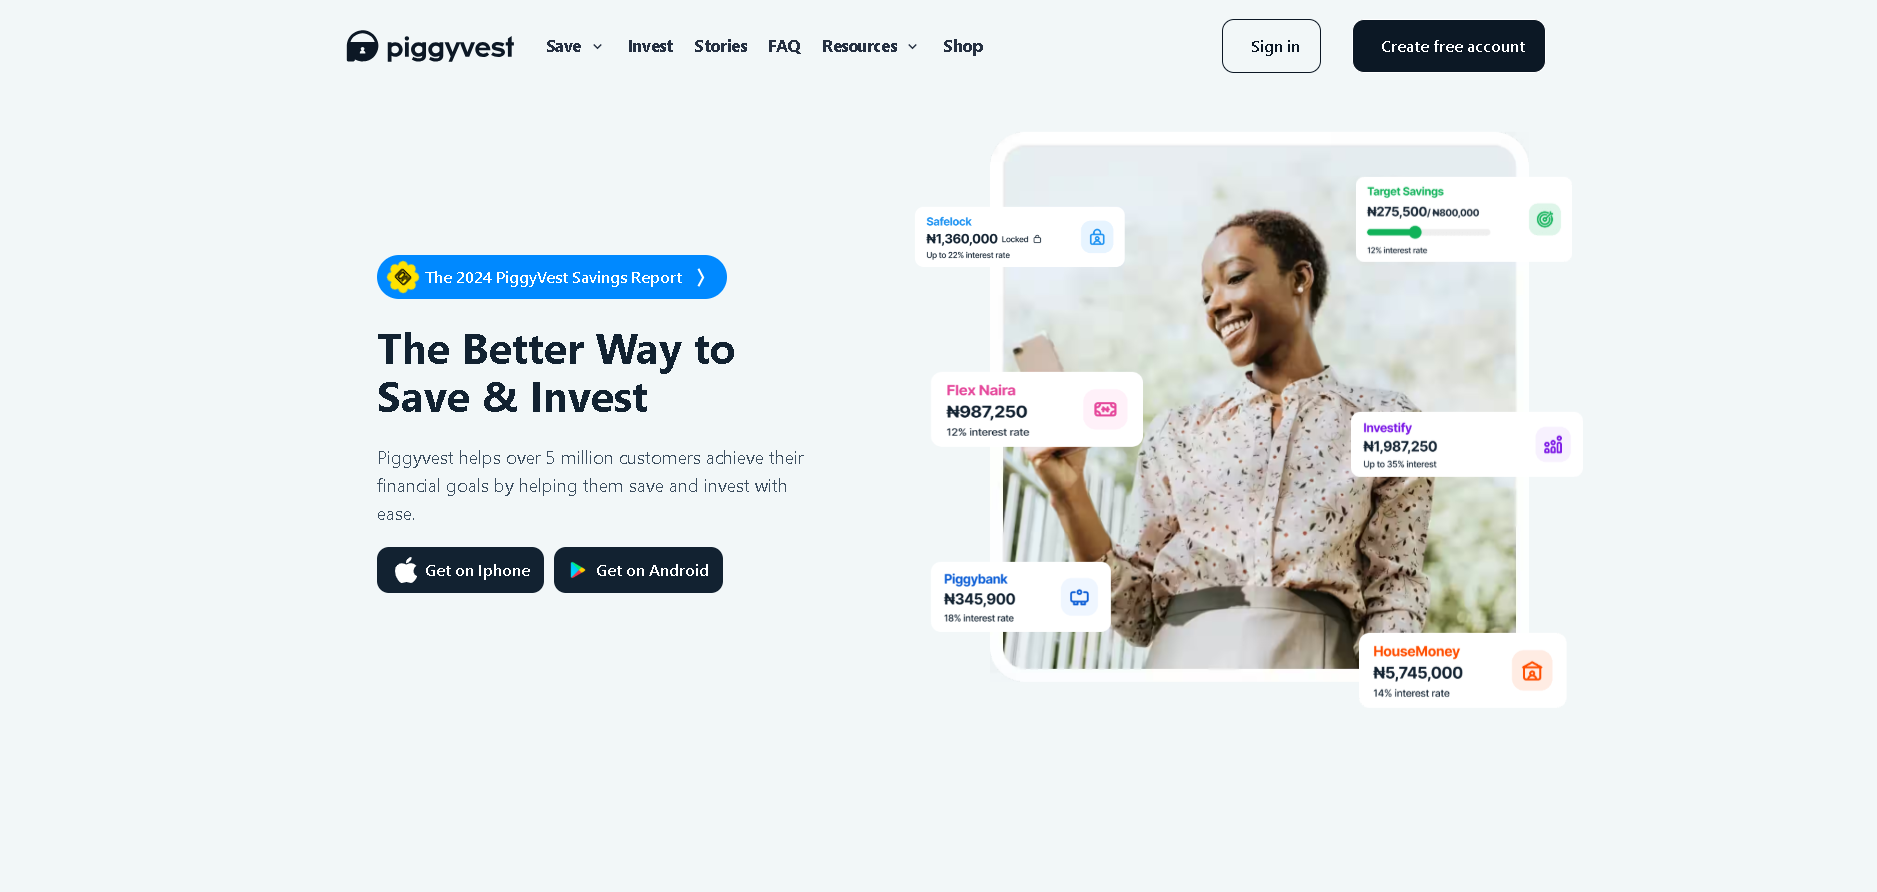 piggyvest Save Invest Stories FAQ Resources Shop Sign in Create free account
The 2024 PiggyVest Savings Report
The Better Way to
Save & Invest
Piggyvest helps over 5 million customers achieve their
financial goals by helping them save and invest with
ease.
Get on Iphone Get on Android
Safelock
₦1,360,000 Locked
Up to 22% interest rate
Target Savings
₦275,500/₦800,000
12% interest rate
Flex Naira
₦987,250
12% interest rate
Investify
₦1,987,250
Up to 35% interest
Piggybank
₦345,900
18% interest rate
HouseMoney
₦5,745,000
14% interest rate